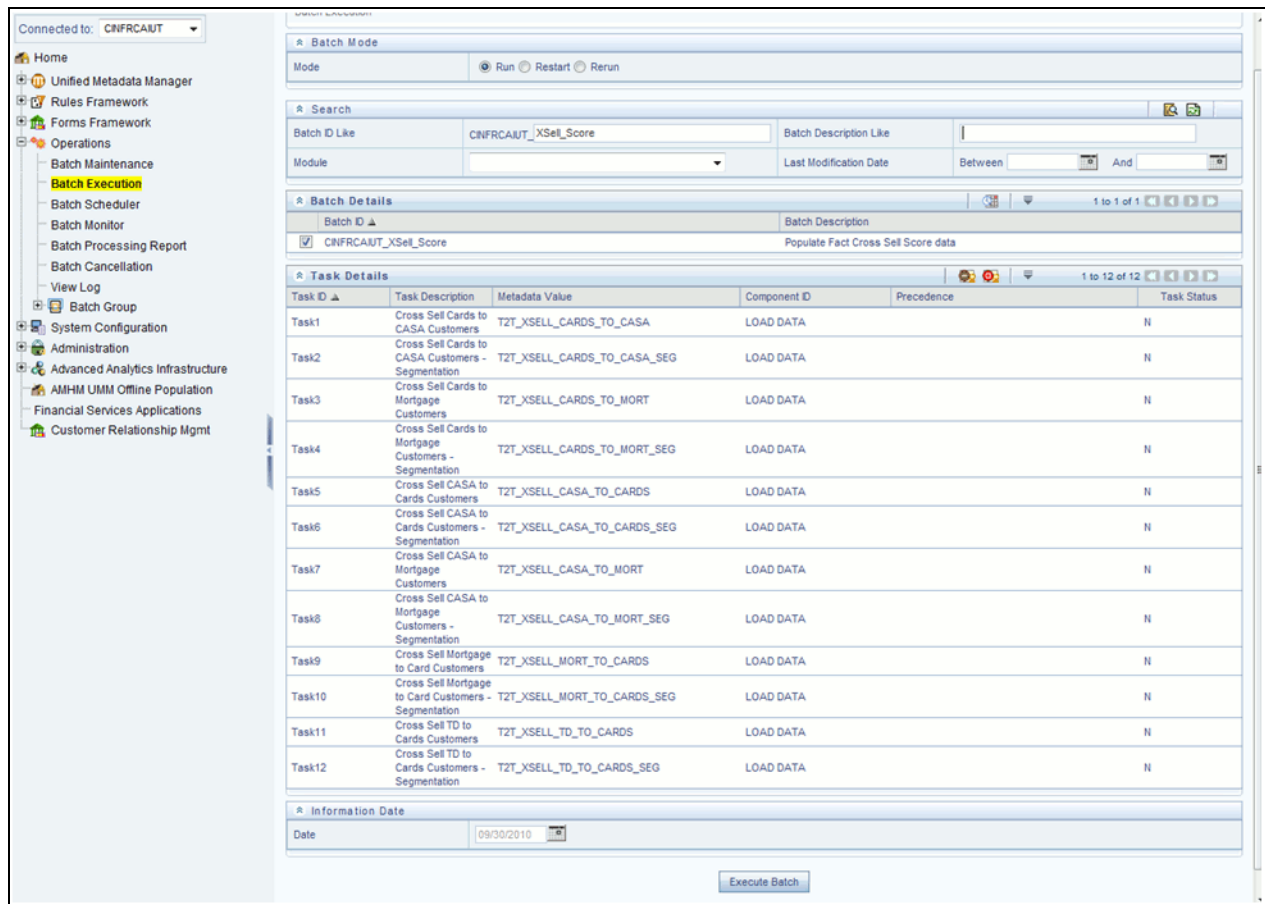 Connected to: CINFRCAIUT
Home
Unified Metadata Manager
Rules Framework
Forms Framework
Operations
Batch Maintenance
Batch Execution
Batch Scheduler
Batch Monitor
Batch Processing Report
Batch Cancellation
View Log
Batch Group
System Configuration
Administration
Advanced Analytics Infrastructure
AMHM UMM Offline Population
Financial Services Applications
Customer Relationship Mgmt
Batch Execution
Batch Mode
Mode Run Restart Rerun
Search
Batch ID Like CINFRCAIUT_ XSell_Score Batch Description Like
Module Last Modification Date Between And
Batch Details 1 to 1 of 1
Batch ID Batch Description
CINFRCAIUT_XSell_Score Populate Fact Cross Sell Score data
Task Details 1 to 12 of 12
Task ID Task Description Metadata Value Component ID Precedence Task Status
Task1 Cross Sell Cards to CASA Customers T2T_XSELL_CARDS_TO_CASA LOAD DATA N
Task2 Cross Sell Cards to CASA Customers - Segmentation T2T_XSELL_CARDS_TO_CASA_SEG LOAD DATA N
Task3 Cross Sell Cards to Mortgage Customers T2T_XSELL_CARDS_TO_MORT LOAD DATA N
Task4 Cross Sell Cards to Mortgage Customers - Segmentation T2T_XSELL_CARDS_TO_MORT_SEG LOAD DATA N
Task5 Cross Sell CASA to Cards Customers T2T_XSELL_CASA_TO_CARDS LOAD DATA N
Task6 Cross Sell CASA to Cards Customers - Segmentation T2T_XSELL_CASA_TO_CARDS_SEG LOAD DATA N
Task7 Cross Sell CASA to Mortgage Customers T2T_XSELL_CASA_TO_MORT LOAD DATA N
Task8 Cross Sell CASA to Mortgage Customers - Segmentation T2T_XSELL_CASA_TO_MORT_SEG LOAD DATA N
Task9 Cross Sell Mortgage to Card Customers T2T_XSELL_MORT_TO_CARDS LOAD DATA N
Task10 Cross Sell Mortgage to Card Customers - Segmentation T2T_XSELL_MORT_TO_CARDS_SEG LOAD DATA N
Task11 Cross Sell TD to Cards Customers T2T_XSELL_TD_TO_CARDS LOAD DATA N
Task12 Cross Sell TD to Cards Customers - Segmentation T2T_XSELL_TD_TO_CARDS_SEG LOAD DATA N
Information Date
Date 09/30/2010
Execute Batch